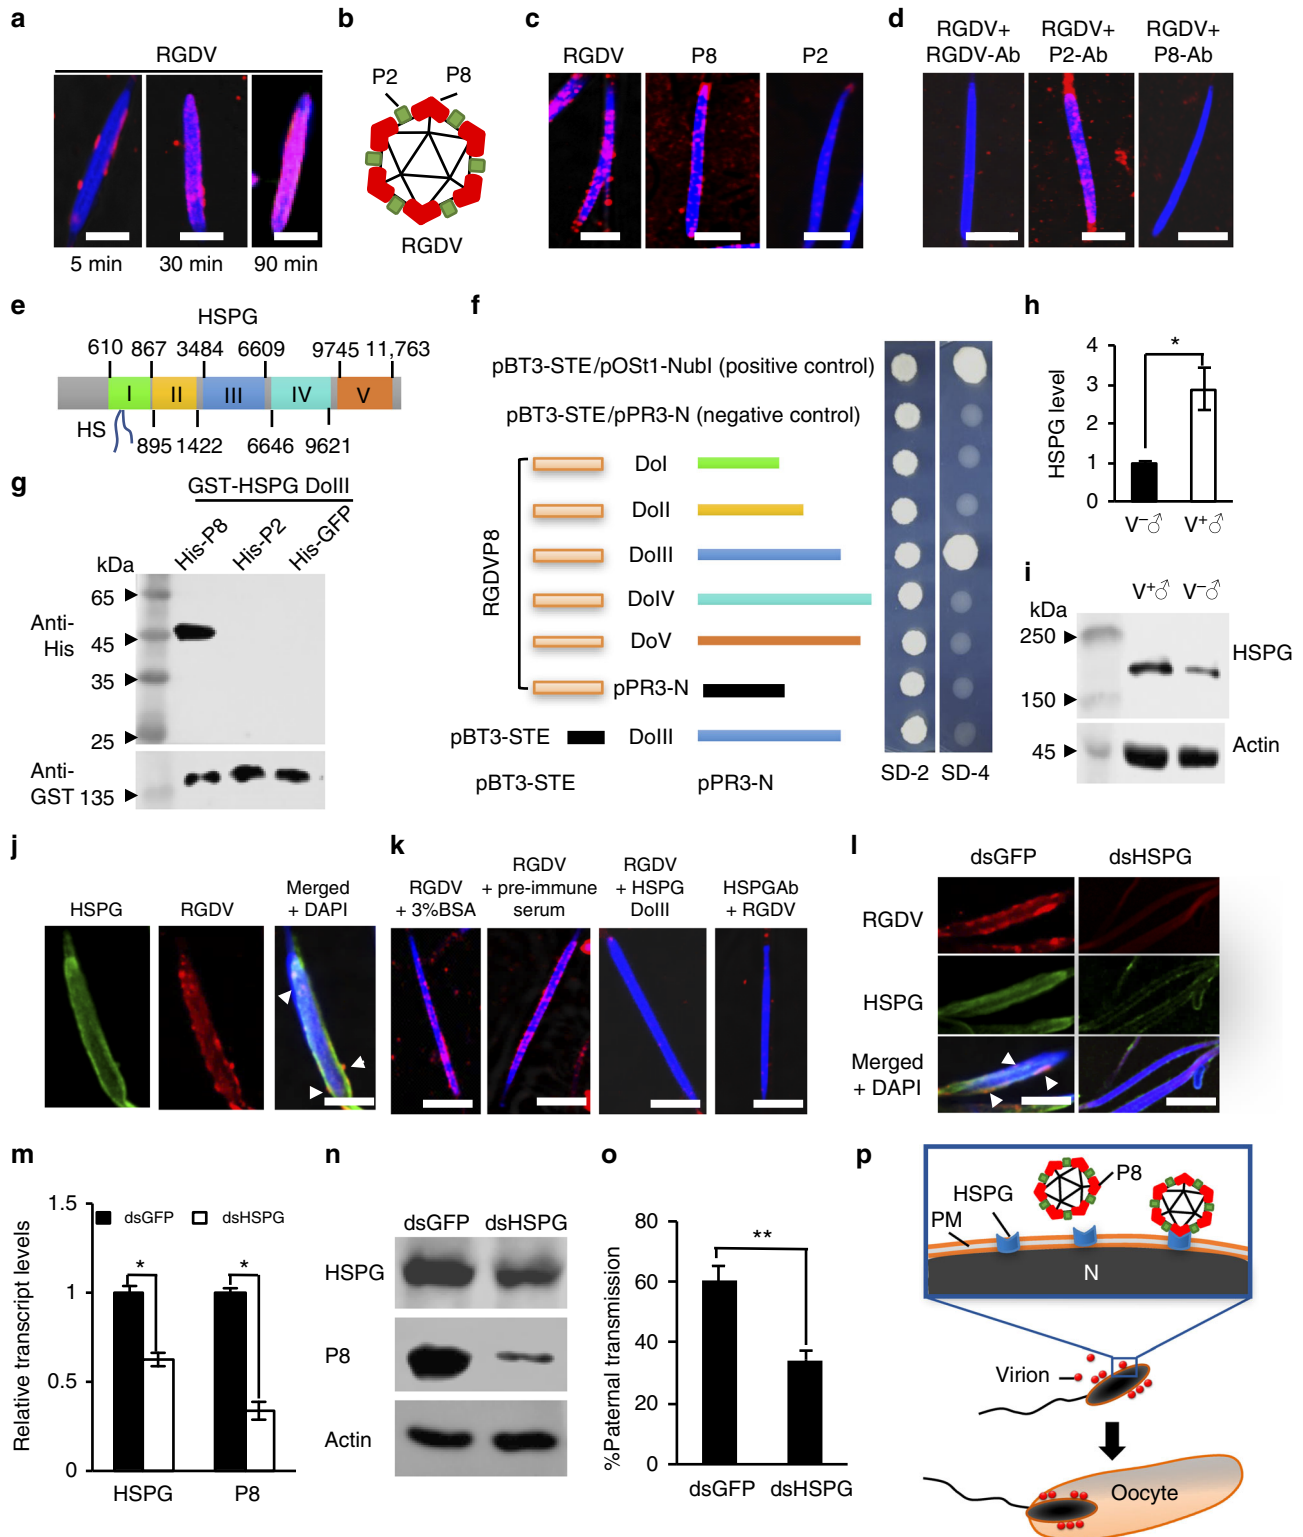 a
RGDV
5 min 30 min 90 min
b
P2 P8
RGDV
c
RGDV P8 P2
d
RGDV+ RGDV+ RGDV+
RGDV-Ab P2-Ab P8-Ab
e
HSPG
610 867 3484 6609 9745 11,763
I II III IV V
HS
895 1422 6646 9621
f
pBT3-STE/pOSt1-NubI (positive control)
pBT3-STE/pPR3-N (negative control)
RGDVP8
DoI
DoII
DoIII
DoIV
DoV
pPR3-N
pBT3-STE DoIII
pBT3-STE pPR3-N
SD-2 SD-4
g
GST-HSPG DoIII
His-P8 His-P2 His-GFP
kDa
65
Anti-
His
45
35
25
Anti-
GST
135
h
HSPG level
4
3
2
1
0
*
V–♂ V+♂
i
V+♂ V–♂
kDa
250
HSPG
150
45
Actin
j
HSPG RGDV Merged
+ DAPI
k
RGDV
+ 3%BSA
RGDV
+ pre-immune
serum
RGDV
+ HSPG
DoIII
HSPGAb
+ RGDV
l
dsGFP dsHSPG
RGDV
HSPG
Merged
+ DAPI
m
Relative transcript levels
1.5
1
0.5
0
dsGFP dsHSPG
* *
HSPG P8
n
dsGFP dsHSPG
HSPG
P8
Actin
o
%Paternal transmission
80
60
40
20
0
**
dsGFP dsHSPG
p
HSPG
P8
PM
N
Virion
Oocyte